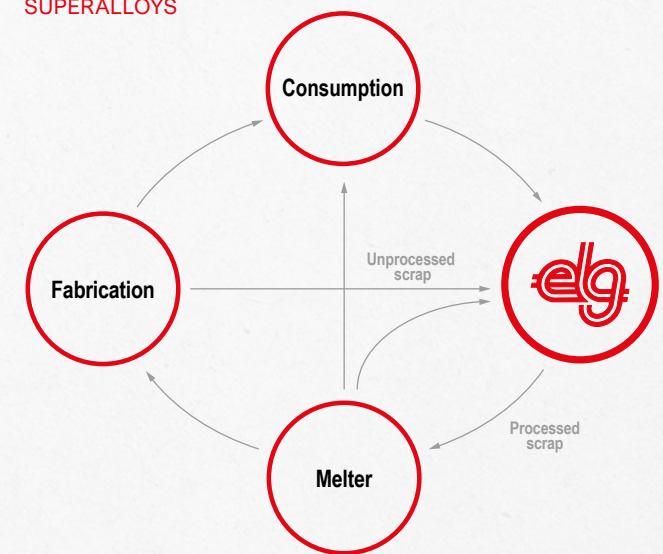 SUPERALLOYS
Consumption
Unprocessed
scrap
Fabrication
elg
Processed
scrap
Melter